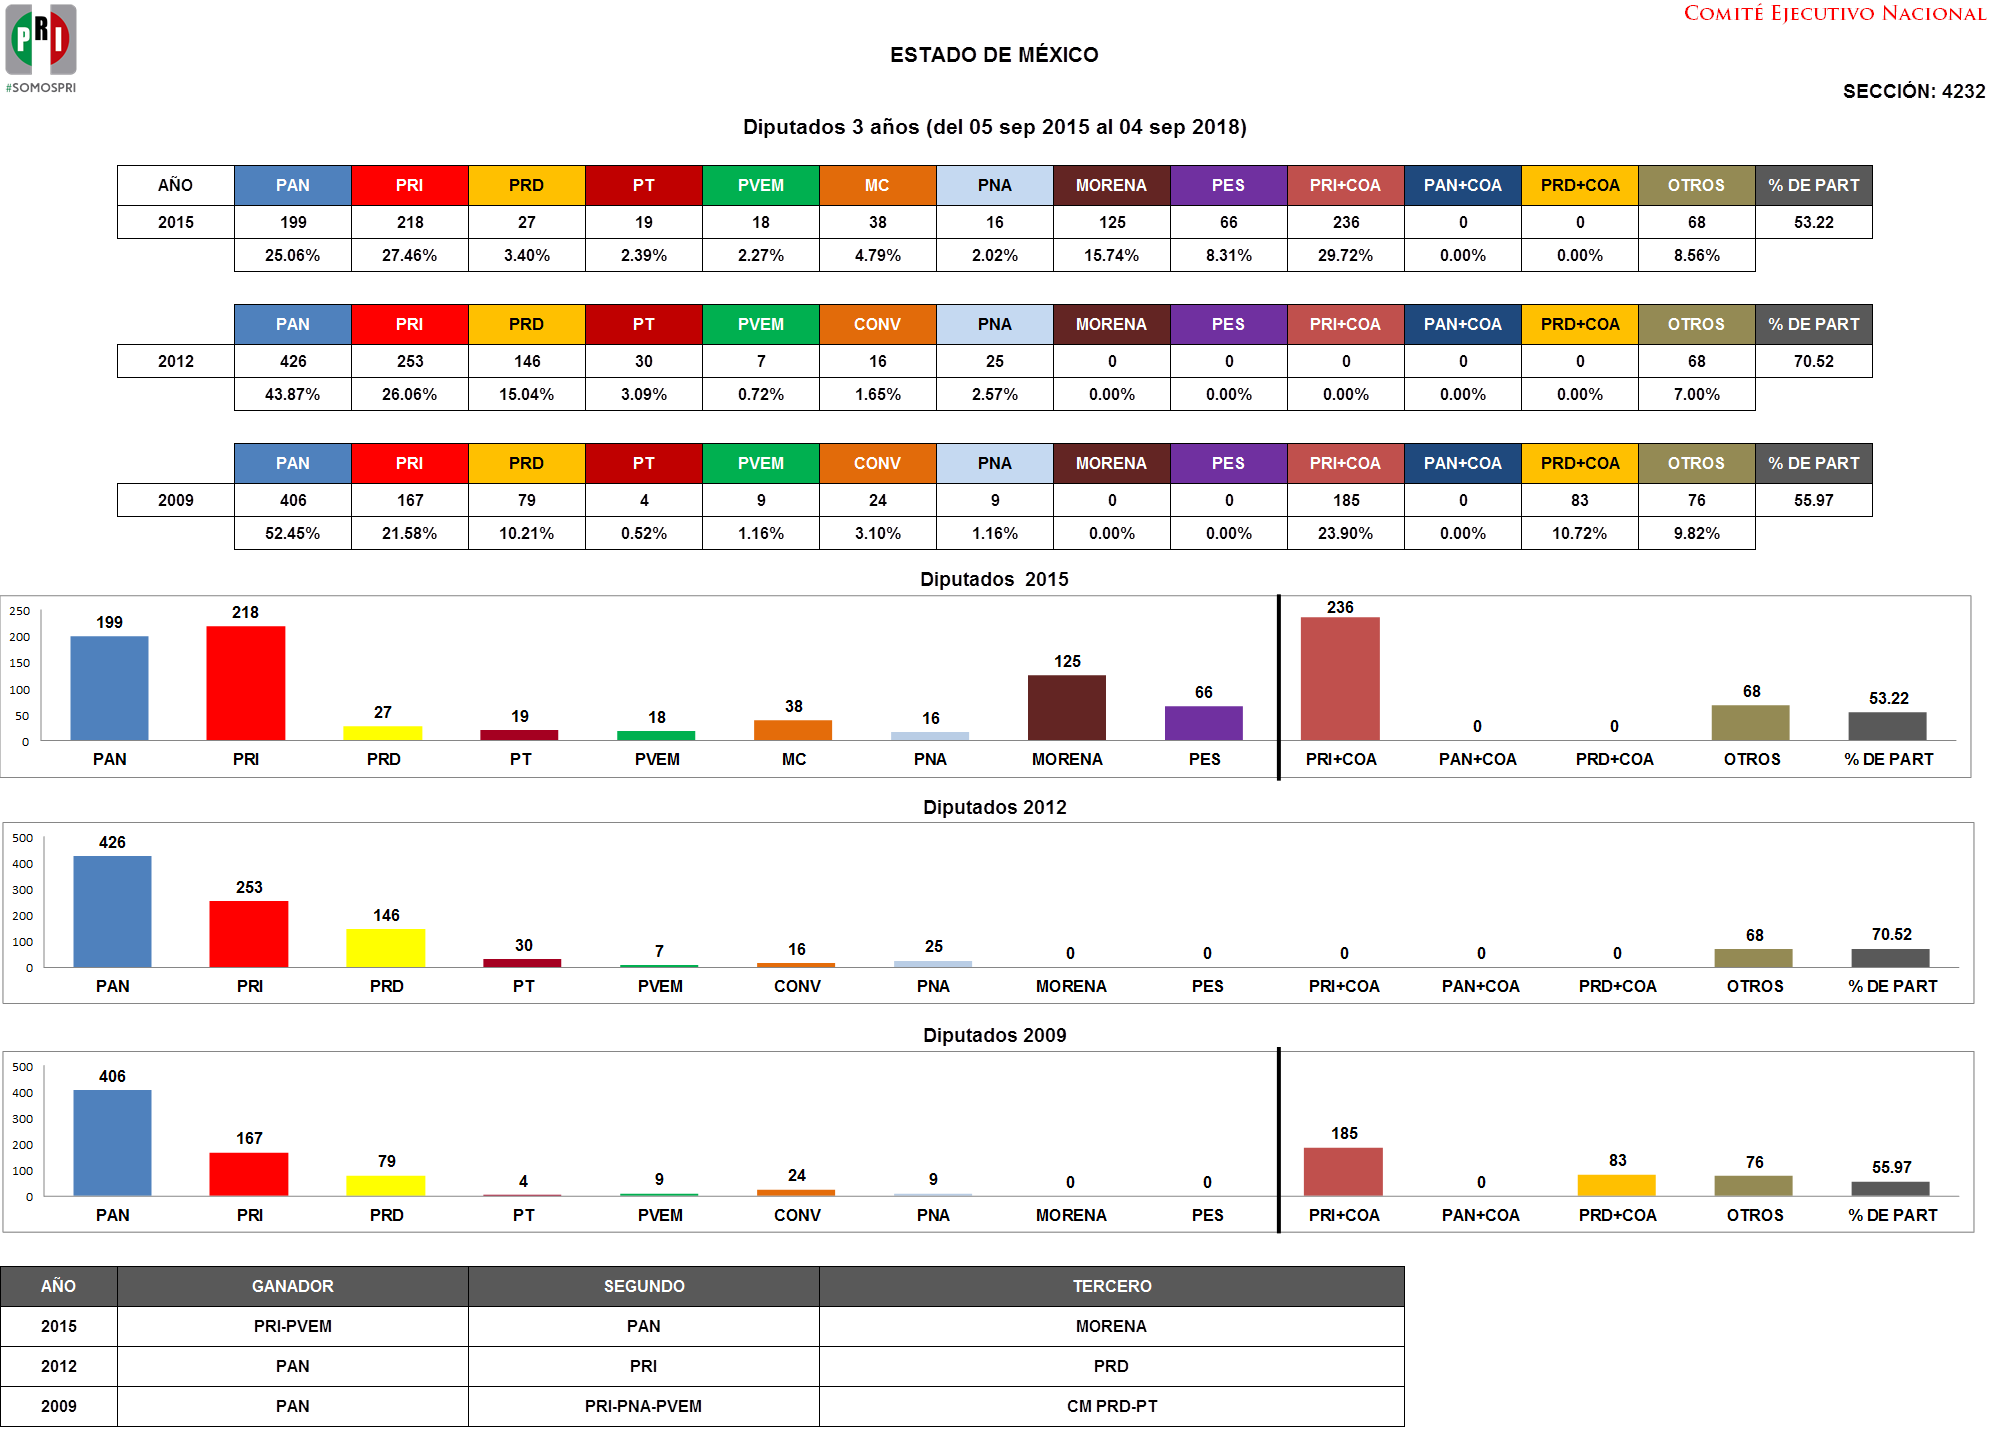 PRI
#SOMOSPRI
COMITÉ EJECUTIVO NACIONAL
ESTADO DE MÉXICO
SECCIÓN: 4232
Diputados 3 años (del 05 sep 2015 al 04 sep 2018)
AÑO PAN PRI PRD PT PVEM MC PNA MORENA PES PRI+COA PAN+COA PRD+COA OTROS % DE PART
2015 199 218 27 19 18 38 16 125 66 236 0 0 68 53.22
25.06% 27.46% 3.40% 2.39% 2.27% 4.79% 2.02% 15.74% 8.31% 29.72% 0.00% 0.00% 8.56%
PAN PRI PRD PT PVEM CONV PNA MORENA PES PRI+COA PAN+COA PRD+COA OTROS % DE PART
2012 426 253 146 30 7 16 25 0 0 0 0 0 68 70.52
43.87% 26.06% 15.04% 3.09% 0.72% 1.65% 2.57% 0.00% 0.00% 0.00% 0.00% 0.00% 7.00%
PAN PRI PRD PT PVEM CONV PNA MORENA PES PRI+COA PAN+COA PRD+COA OTROS % DE PART
2009 406 167 79 4 9 24 9 0 0 185 0 83 76 55.97
52.45% 21.58% 10.21% 0.52% 1.16% 3.10% 1.16% 0.00% 0.00% 23.90% 0.00% 10.72% 9.82%
Diputados 2015
250
200
150
100
50
0
199 218 27 19 18 38 16 125 66 236 0 0 68 53.22
PAN PRI PRD PT PVEM MC PNA MORENA PES PRI+COA PAN+COA PRD+COA OTROS % DE PART
Diputados 2012
500
400
300
200
100
0
426 253 146 30 7 16 25 0 0 0 0 0 68 70.52
PAN PRI PRD PT PVEM CONV PNA MORENA PES PRI+COA PAN+COA PRD+COA OTROS % DE PART
Diputados 2009
500
400
300
200
100
0
406 167 79 4 9 24 9 0 0 185 0 83 76 55.97
PAN PRI PRD PT PVEM CONV PNA MORENA PES PRI+COA PAN+COA PRD+COA OTROS % DE PART
AÑO GANADOR SEGUNDO TERCERO
2015 PRI-PVEM PAN MORENA
2012 PAN PRI PRD
2009 PAN PRI-PNA-PVEM CM PRD-PT